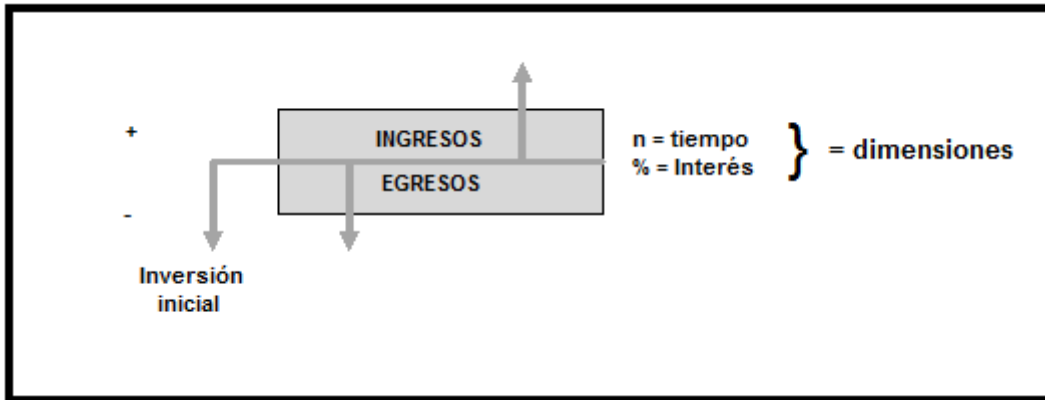 +
INGRESOS
EGRESOS
-
Inversión
inicial
n = tiempo
% = Interés
} = dimensiones